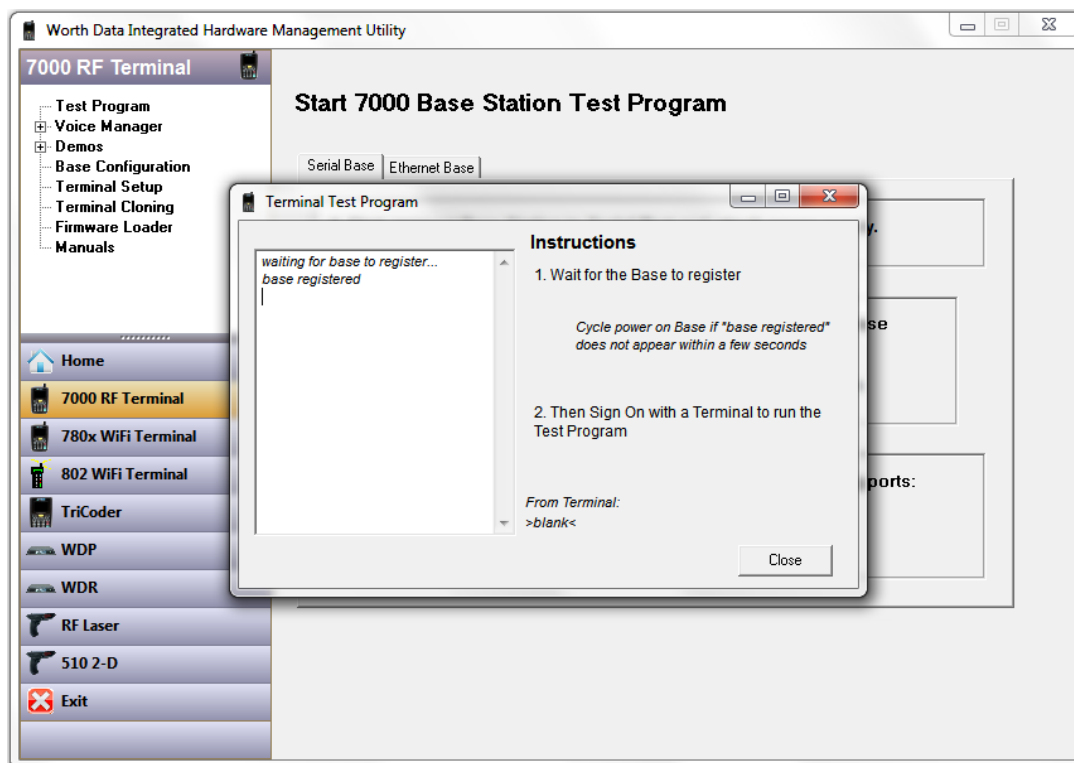 Worth Data Integrated Hardware Management Utility
7000 RF Terminal
Test Program
Voice Manager
Demos
Base Configuration
Terminal Setup
Terminal Cloning
Firmware Loader
Manuals
Home
7000 RF Terminal
780x WiFi Terminal
802 WiFi Terminal
TriCoder
WDP
WDR
RF Laser
510 2-D
Exit
Start 7000 Base Station Test Program
Serial Base
Ethernet Base
Terminal Test Program
waiting for base to register...
base registered
Instructions
1. Wait for the Base to register
Cycle power on Base if "base registered"
does not appear within a few seconds
2. Then Sign On with a Terminal to run the
Test Program
From Terminal:
>blank<
Close